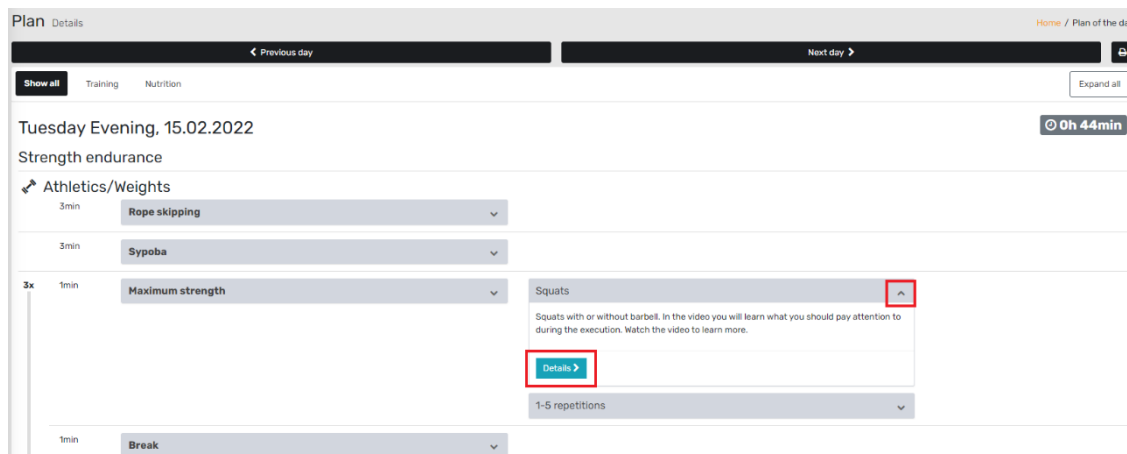 Plan Details
Home / Plan of the da
Previous day
Next day
Show all
Training
Nutrition
Expand all
Tuesday Evening, 15.02.2022
0h 44min
Strength endurance
Athletics/Weights
3min
Rope skipping
3min
Sypoba
3x
1min
Maximum strength
Squats
Squats with or without barbell. In the video you will learn what you should pay attention to
during the execution. Watch the video to learn more.
Details
1-5 repetitions
1min
Break